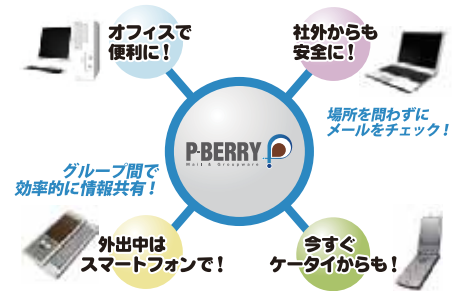 オフィスで
便利に！
社外からも
安全に！
場所を問わずに
メールをチェック！
P-BERRY
Mail & Groupware
グループ間で
効率的に情報共有！
外出中は
スマートフォンで！
今すぐ
ケータイからも！